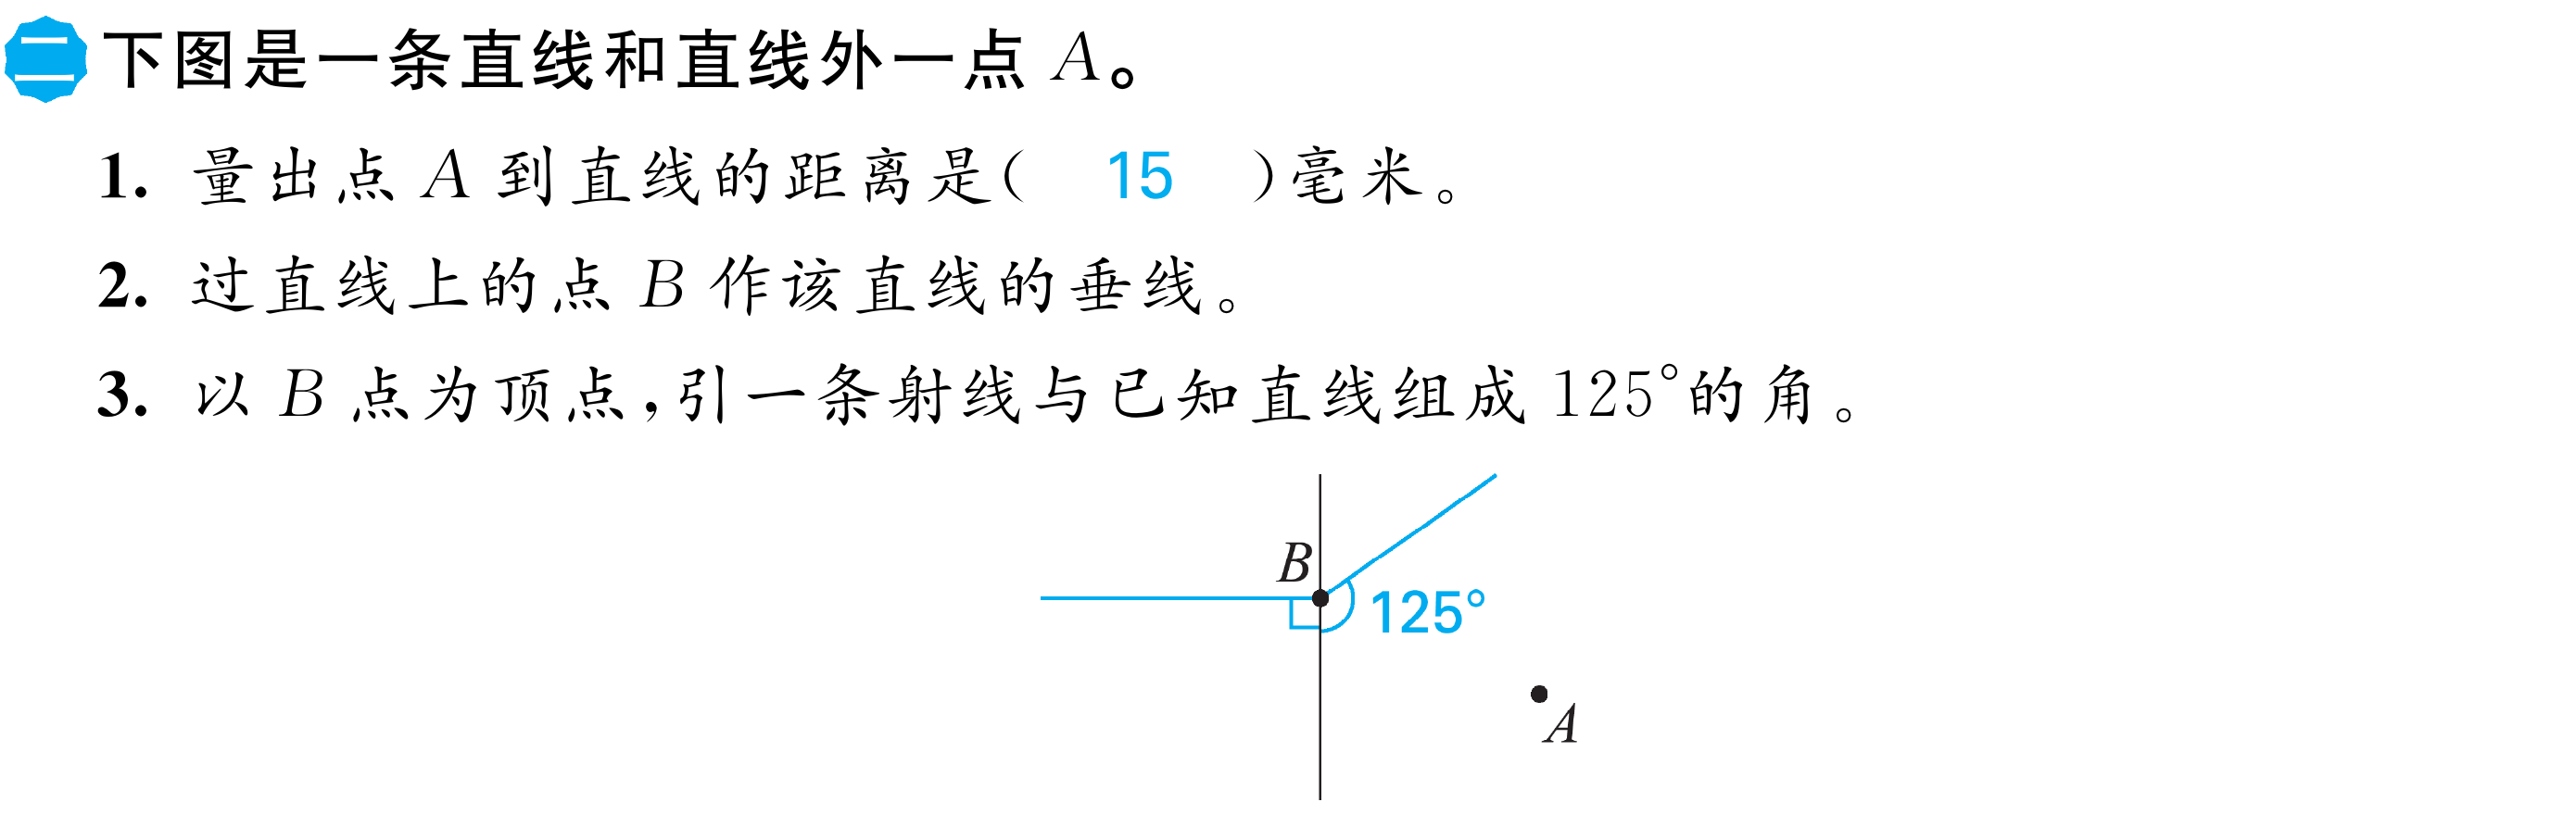 二 下图是一条直线和直线外一点 A。
1. 量出点 A 到直线的距离是( 15 )毫米。
2. 过直线上的点 B 作该直线的垂线。
3. 以 B 点为顶点,引一条射线与已知直线组成 125°的角。
B
125°
A